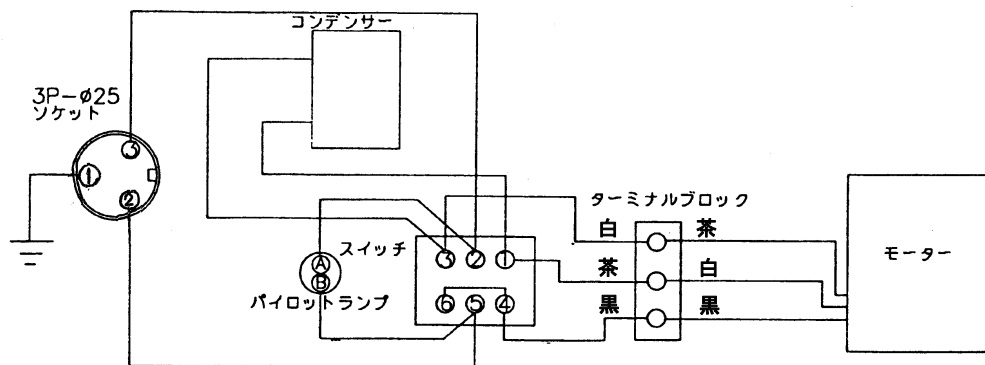 コンデンサー
3P-φ25
ソケット
3
1
2
ターミナルブロック
白 茶
スイッチ
3 2 1
モーター
A
茶 白
B
パイロットランプ
6 5 4
黒 黒